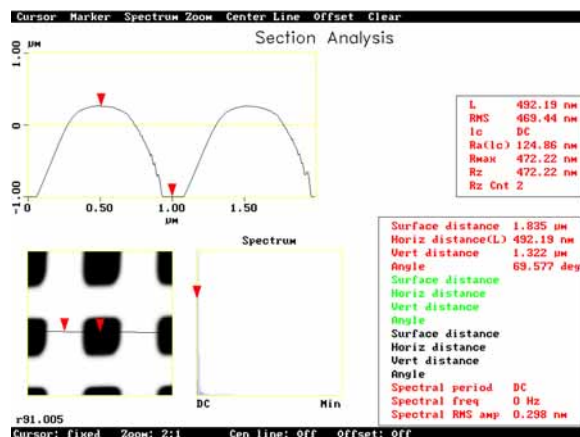 Cursor Marker Spectrum Zoom Center Line Offset Clear
Section Analysis
1.00
µm
0
-1.00
0 0.50 1.00 1.50
µm
L 492.19 nm
RMS 469.44 nm
lc DC
Ra(lc) 124.86 nm
Rmax 472.22 nm
Rz 472.22 nm
Rz Cnt 2
Surface distance 1.835 µm
Horiz distance(L) 492.19 nm
Vert distance 1.322 µm
Angle 69.577 deg
Surface distance
Horiz distance
Vert distance
Angle
Surface distance
Horiz distance
Vert distance
Angle
Spectral period DC
Spectral freq 0 Hz
Spectral RMS amp 0.298 nm
Spectrum
DC Min
r91.005
Cursor: fixed Zoom: 2:1 Cen line: Off Offset: Off